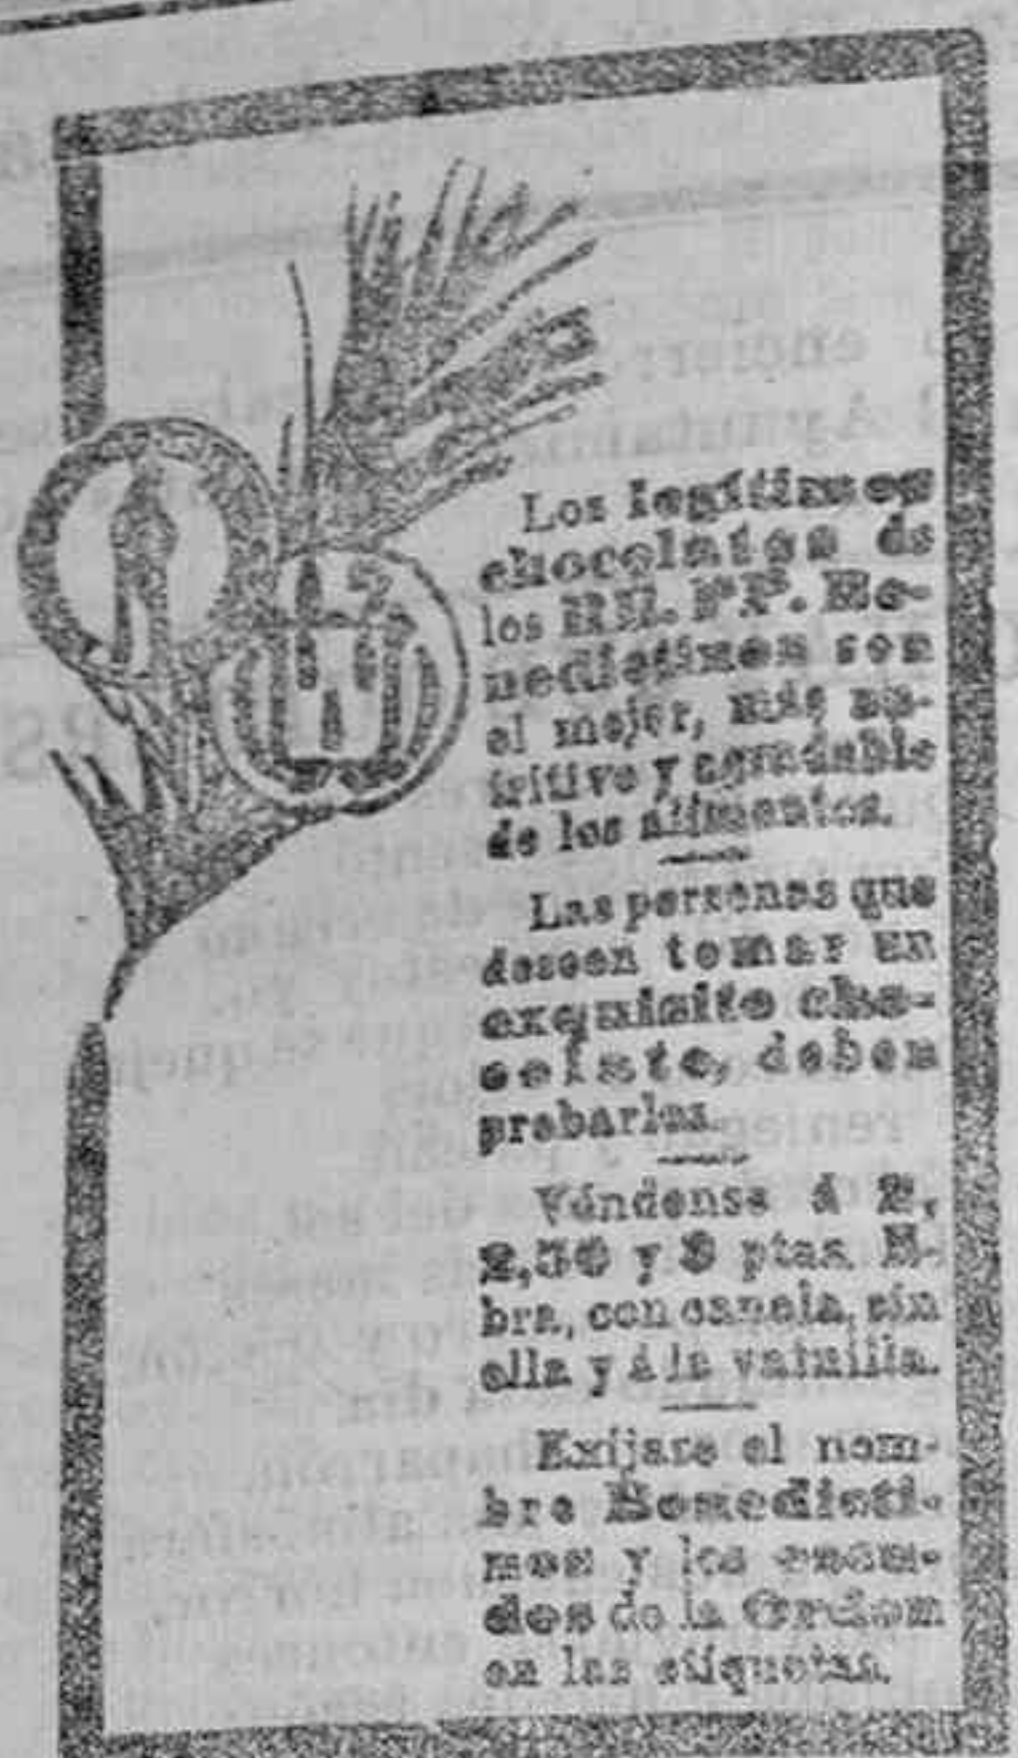 Los legítimos
chocolates de
los RR. PP. Be-
nedictinos son
el mejor, más nu-
tritivo y agradable
de los alimentos.
Las personas que
deseen tomar un
exquisito cho-
colate, deben
probarlos.
Véndense á 2,
2,50 y 3 ptas. li-
bra, con canela, sin
ella y á la vainilla.
Exíjase el nom-
bre Benedicti-
nos y los escu-
dos de la Orden
en las etiquetas.